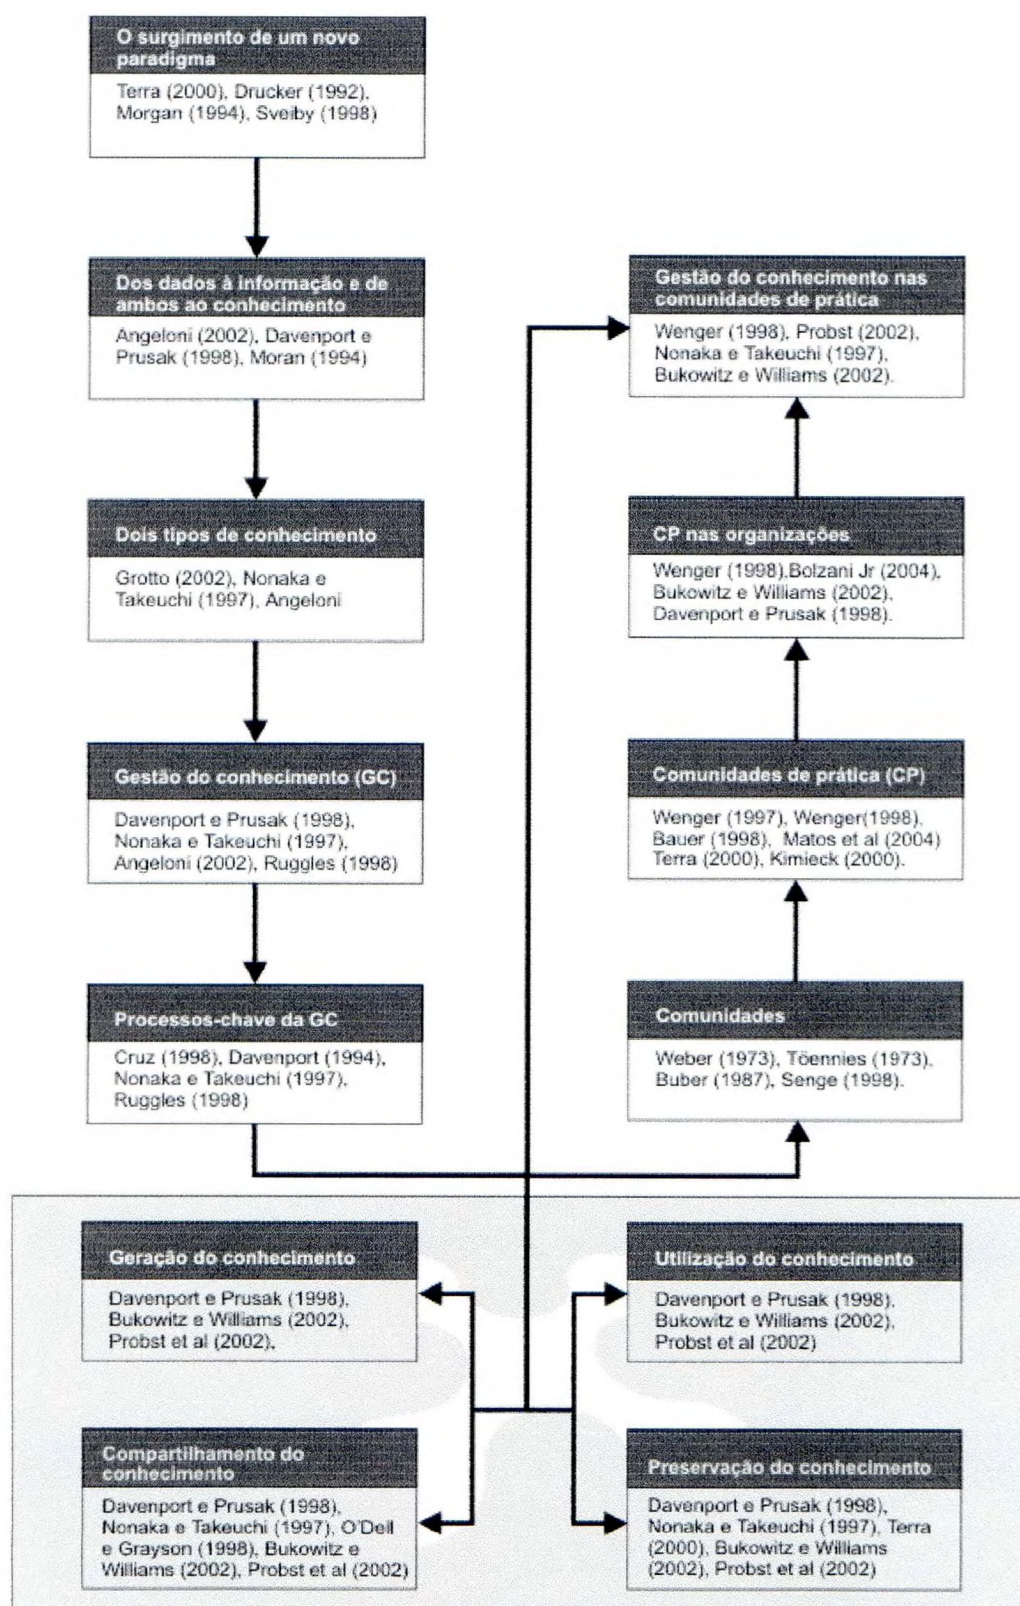 O surgimento de um novo
paradigma
Terra (2000), Drucker (1992),
Morgan (1994), Sveiby (1998)
Dos dados à informação e de
ambos ao conhecimento
Angeloni (2002), Davenport e
Prusak (1998), Moran (1994)
Dois tipos de conhecimento
Grotto (2002), Nonaka e
Takeuchi (1997), Angeloni
Gestão do conhecimento (GC)
Davenport e Prusak (1998),
Nonaka e Takeuchi (1997),
Angeloni (2002), Ruggles (1998)
Processos-chave da GC
Cruz (1998), Davenport (1994),
Nonaka e Takeuchi (1997),
Ruggles (1998)
Gestão do conhecimento nas
comunidades de prática
Wenger (1998), Probst (2002),
Nonaka e Takeuchi (1997),
Bukowitz e Williams (2002).
CP nas organizações
Wenger (1998),Bolzani Jr (2004),
Bukowitz e Williams (2002),
Davenport e Prusak (1998).
Comunidades de prática (CP)
Wenger (1997), Wenger(1998),
Bauer (1998), Matos et al (2004)
Terra (2000), Kimieck (2000).
Comunidades
Weber (1973), Töennies (1973),
Buber (1987), Senge (1998).
Geração do conhecimento
Davenport e Prusak (1998),
Bukowitz e Williams (2002),
Probst et al (2002),
Utilização do conhecimento
Davenport e Prusak (1998),
Bukowitz e Williams (2002),
Probst et al (2002)
Compartilhamento do
conhecimento
Davenport e Prusak (1998),
Nonaka e Takeuchi (1997), O'Dell
e Grayson (1998), Bukowitz e
Williams (2002), Probst et al (2002)
Preservação do conhecimento
Davenport e Prusak (1998),
Nonaka e Takeuchi (1997), Terra
(2000), Bukowitz e Williams
(2002), Probst et al (2002)